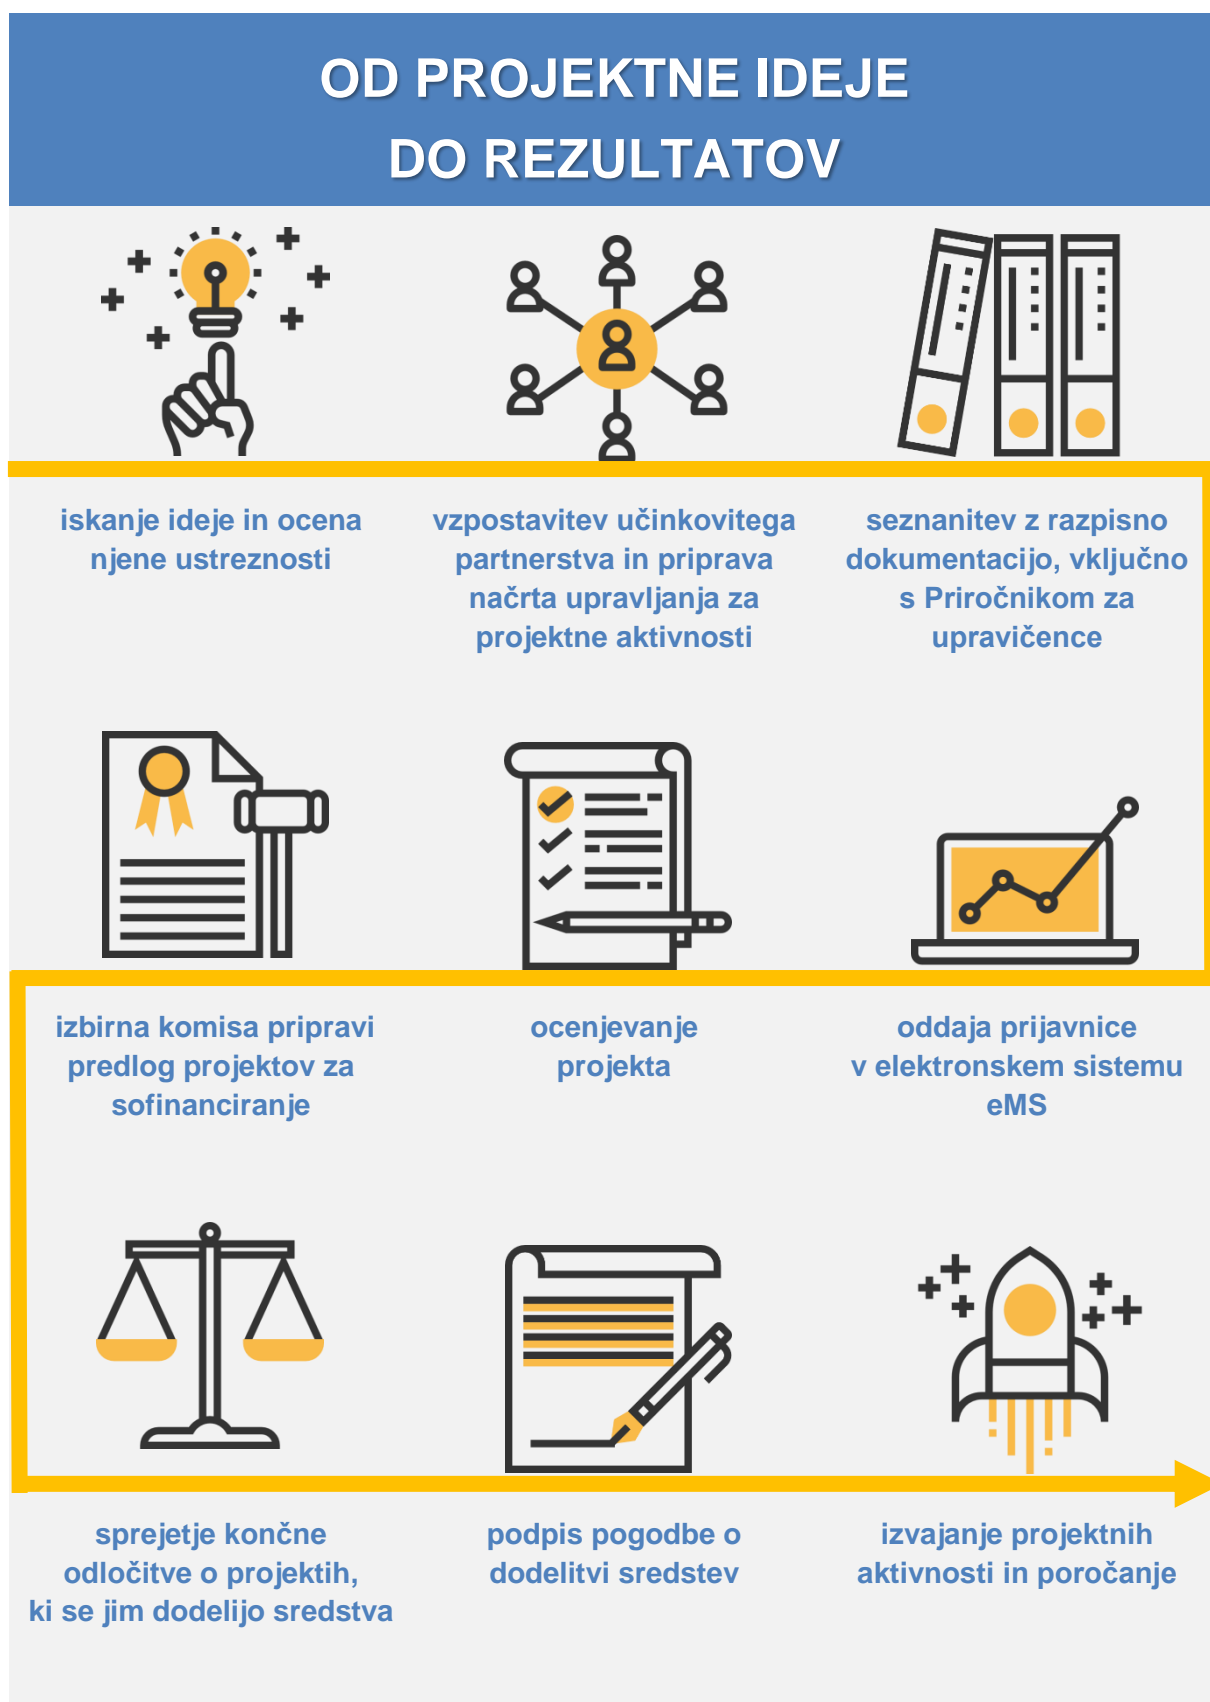 OD PROJEKTNE IDEJE
DO REZULTATOV
iskanje ideje in ocena
njene ustreznosti
vzpostavitev učinkovitega
partnerstva in priprava
načrta upravljanja za
projektne aktivnosti
seznanitev z razpisno
dokumentacijo, vključno
s Priročnikom za
upravičence
izbirna komisa pripravi
predlog projektov za
sofinanciranje
ocenjevanje
projekta
oddaja prijavnice
v elektronskem sistemu
eMS
sprejetje končne
odločitve o projektih,
ki se jim dodelijo sredstva
podpis pogodbe o
dodelitvi sredstev
izvajanje projektnih
aktivnosti in poročanje